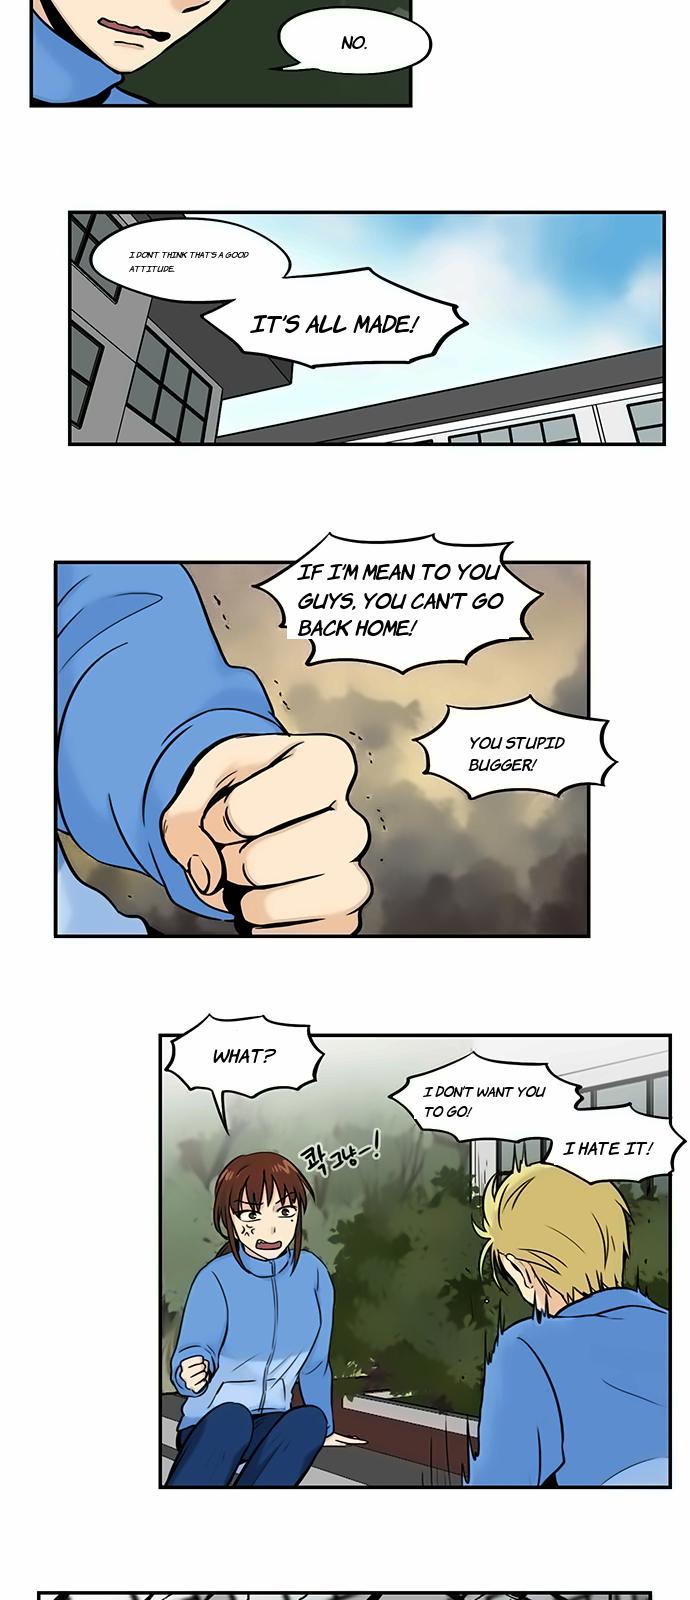 NO.
I DON'T THINK THAT'S A GOOD
ATTITUDE.
IT'S ALL MADE!
IF I'M MEAN TO YOU
GUYS, YOU CAN'T GO
BACK HOME!
YOU STUPID
BUGGER!
WHAT?
I DON'T WANT YOU
TO GO!
I HATE IT!
콱 그냥-!